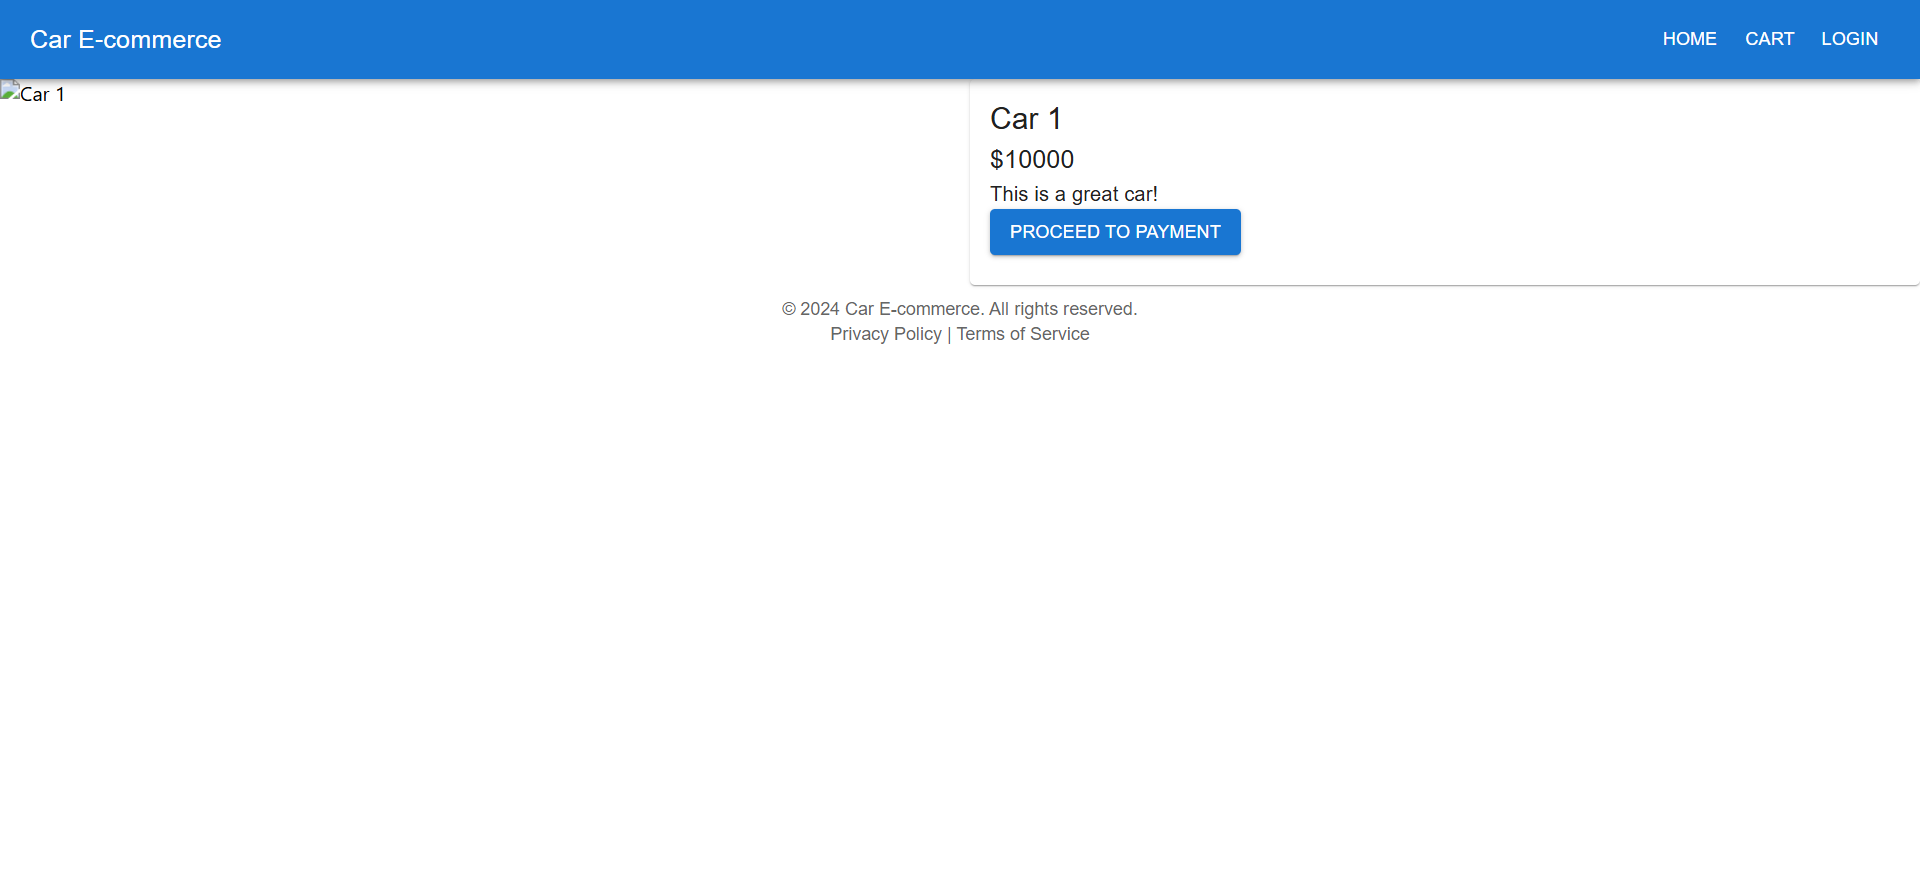 Car E-commerce
HOME CART LOGIN
Car 1
Car 1
$10000
This is a great car!
PROCEED TO PAYMENT
© 2024 Car E-commerce. All rights reserved.
Privacy Policy | Terms of Service